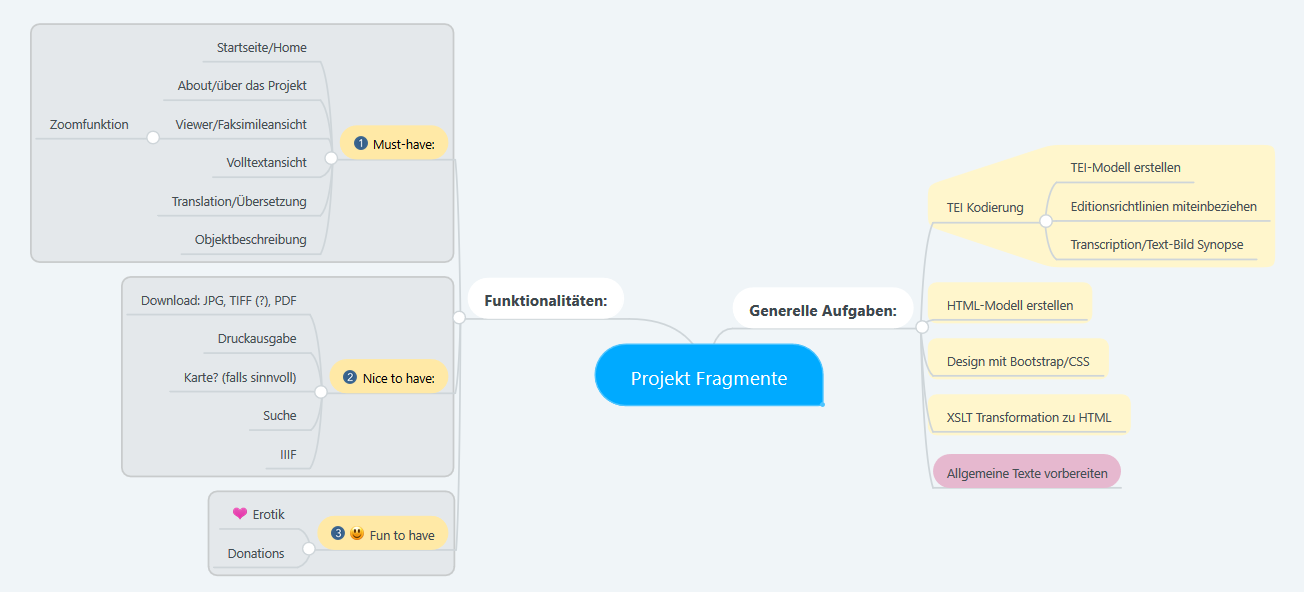 Startseite/Home
About/über das Projekt
Zoomfunktion
Viewer/Faksimileansicht
1 Must-have:
Volltextansicht
Translation/Übersetzung
Objektbeschreibung
Download: JPG, TIFF (?), PDF
Druckausgabe
Karte? (falls sinnvoll)
2 Nice to have:
Suche
IIIF
Erotik
3 Fun to have
Donations
Funktionalitäten:
Projekt Fragmente
Generelle Aufgaben:
TEI Kodierung
TEI-Modell erstellen
Editionsrichtlinien miteinbeziehen
Transcription/Text-Bild Synopse
HTML-Modell erstellen
Design mit Bootstrap/CSS
XSLT Transformation zu HTML
Allgemeine Texte vorbereiten